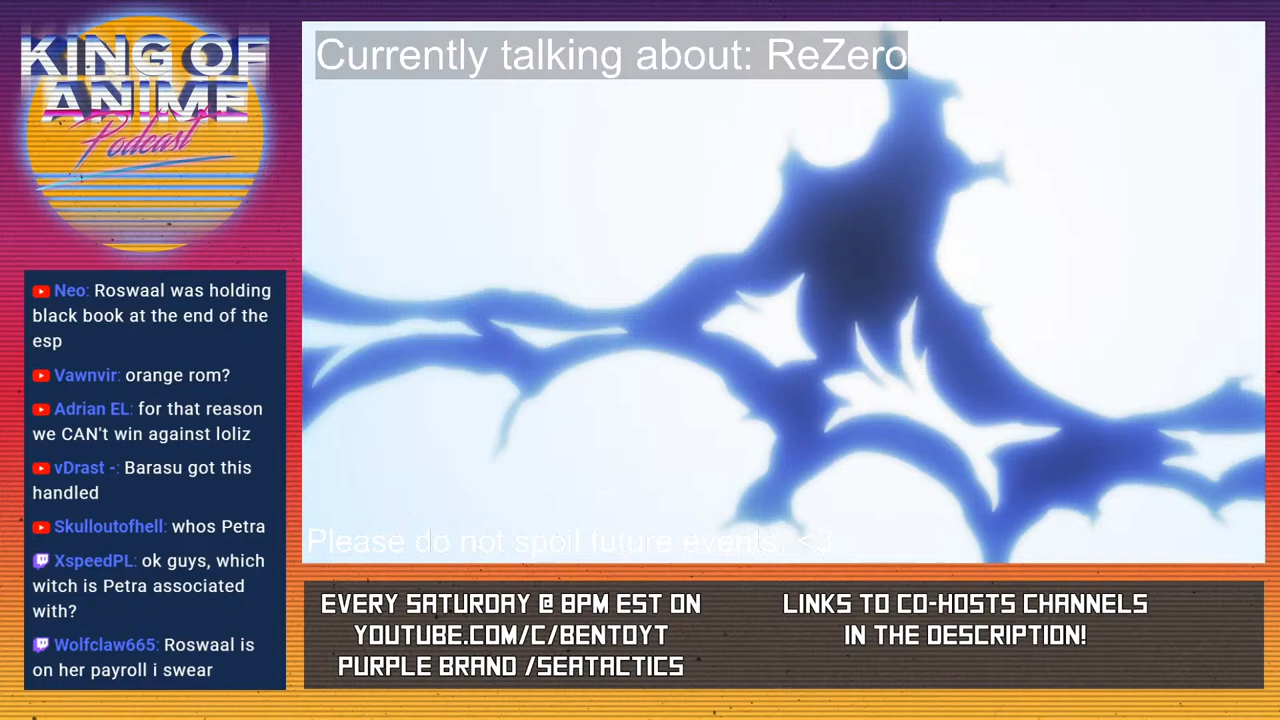 KING OF
ANIME
Podcast
Currently talking about: ReZero
Neo: Roswaal was holding
black book at the end of the
esp
Vawnvir: orange rom?
Adrian EL: for that reason
we CAN't win against loliz
vDrast -: Barasu got this
handled
Skulloutofhell: whos Petra
XspeedPL: ok guys, which
witch is Petra associated
with?
Wolfclaw665: Roswaal is
on her payroll i swear
Please do not spoil future events. <3
EVERY SATURDAY @ 8PM EST ON
YOUTUBE.COM/C/BENTOYT
PURPLE BRAND /SEATACTICS
LINKS TO CO-HOSTS CHANNELS
IN THE DESCRIPTION!